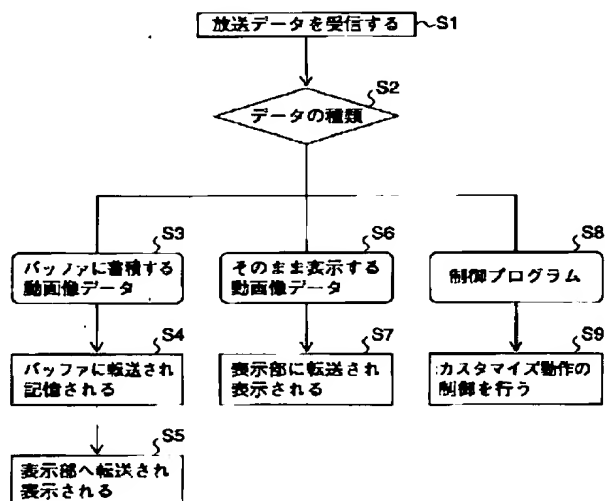 放送データを受信する
S1
S2
データの種類
S3
バッファに蓄積する
動画像データ
S6
そのまま表示する
動画像データ
S8
制御プログラム
S4
バッファに転送され
記憶される
S7
表示部に転送され
表示される
S9
カスタマイズ動作の
制御を行う
S5
表示部へ転送され
表示される